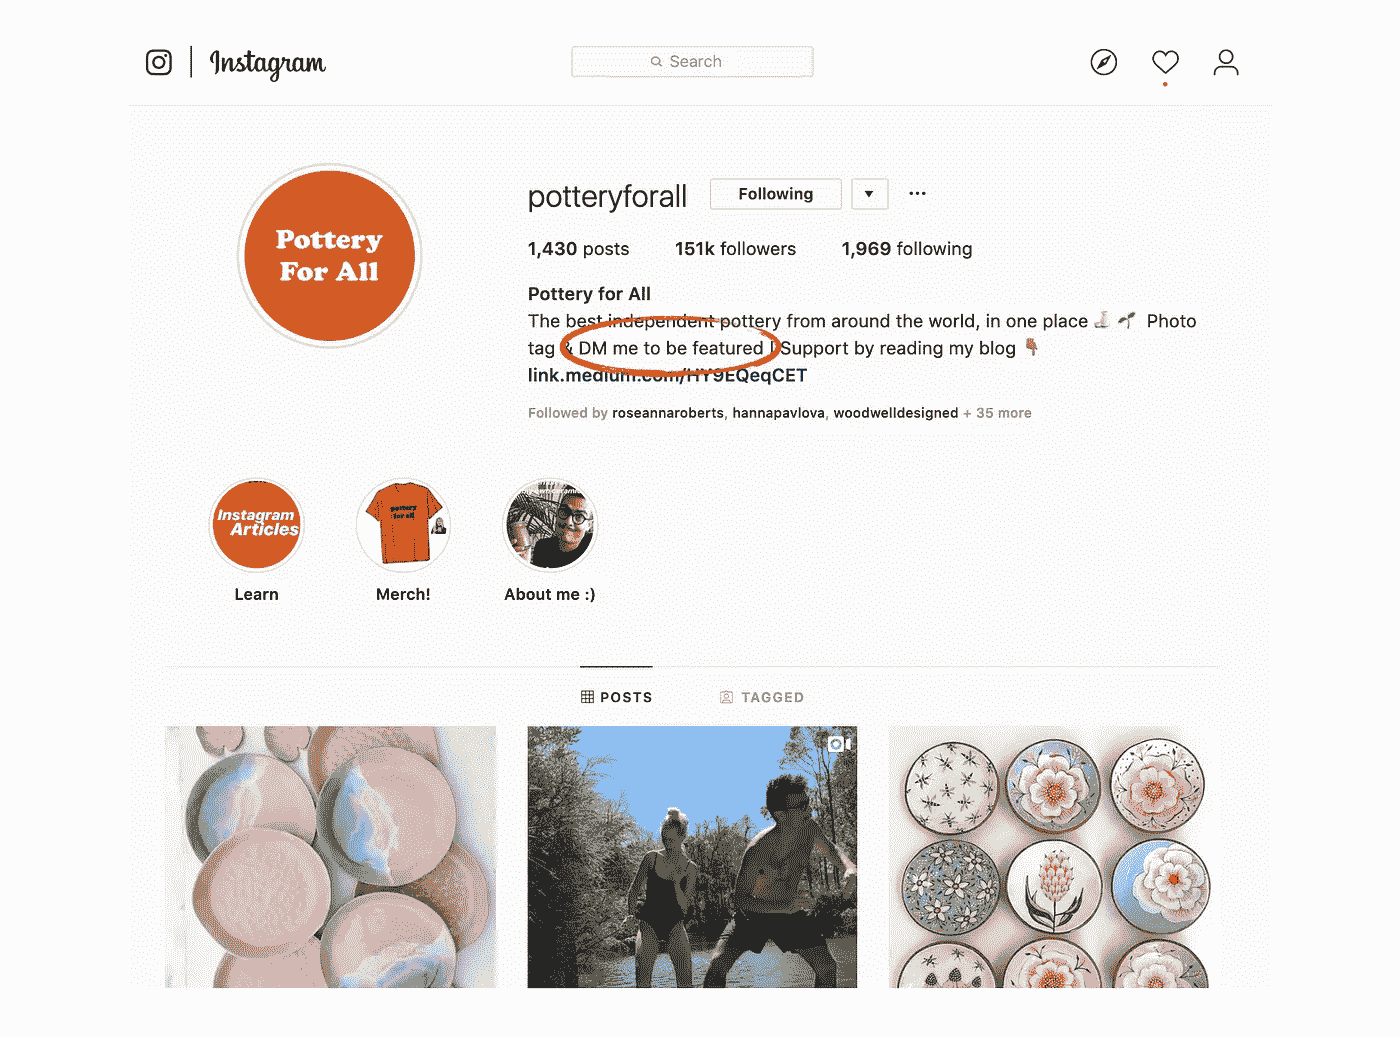 Instagram
Search
potteryforall
Following
Pottery
For All
1,430 posts
151k followers
1,969 following
Pottery for All
The best independent pottery from around the world, in one place Photo
tag & DM me to be featured | Support by reading my blog
link.medium.com/HY9EQeqCET
Followed by roseannaroberts, hannapavlova, woodwelldesigned + 35 more
Instagram
Articles
pottery
for all
Learn
Merch!
About me :)
POSTS
TAGGED